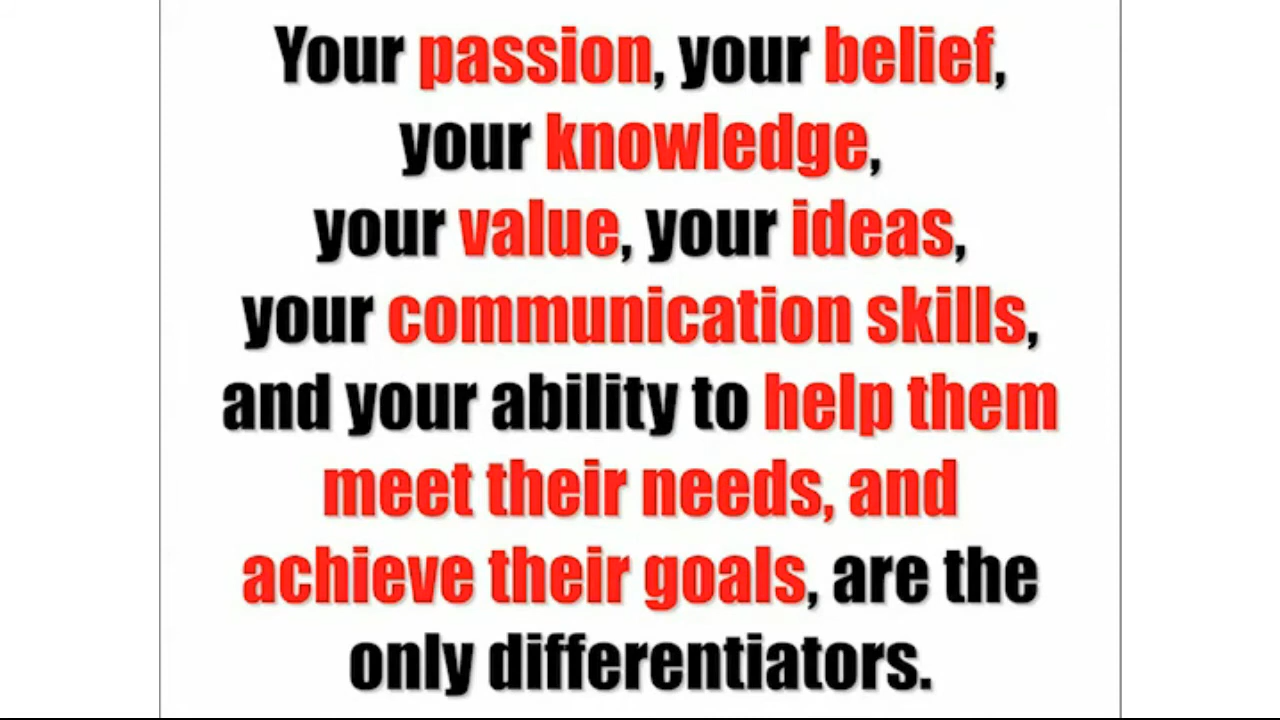 Your passion, your belief,
your knowledge,
your value, your ideas,
your communication skills,
and your ability to help them
meet their needs, and
achieve their goals, are the
only differentiators.